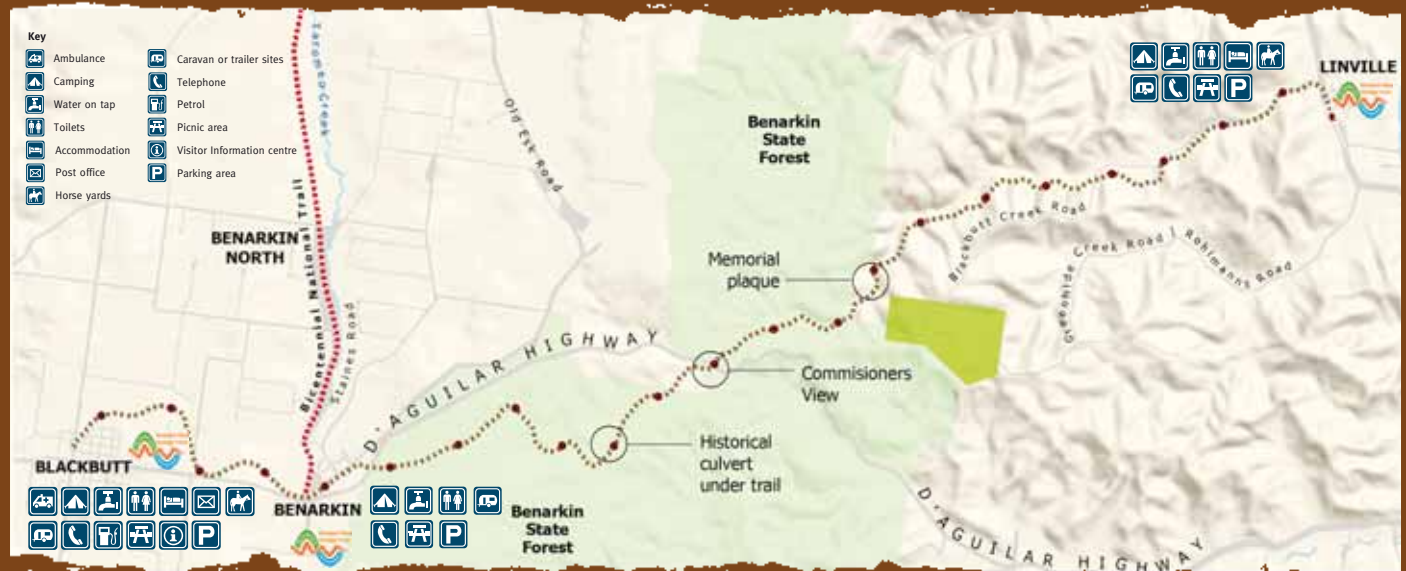 Key
Ambulance
Camping
Water on tap
Toilets
Accommodation
Post office
Horse yards
Caravan or trailer sites
Telephone
Petrol
Picnic area
Visitor Information centre
P Parking area
Taromeo Creek
Old Esk Road
Benarkin
State
Forest
P
LINVILLE
BENARKIN
NORTH
Bicentennial National Trail
Staines Road
Blackbutt Creek Road
Greenhide Creek Road | Rohlmanns Road
Memorial
plaque
D'AGUILAR HIGHWAY
Commisioners
View
Historical
culvert
under trail
BLACKBUTT
P
BENARKIN
P
Benarkin
State
Forest
D'AGUILAR HIGHWAY